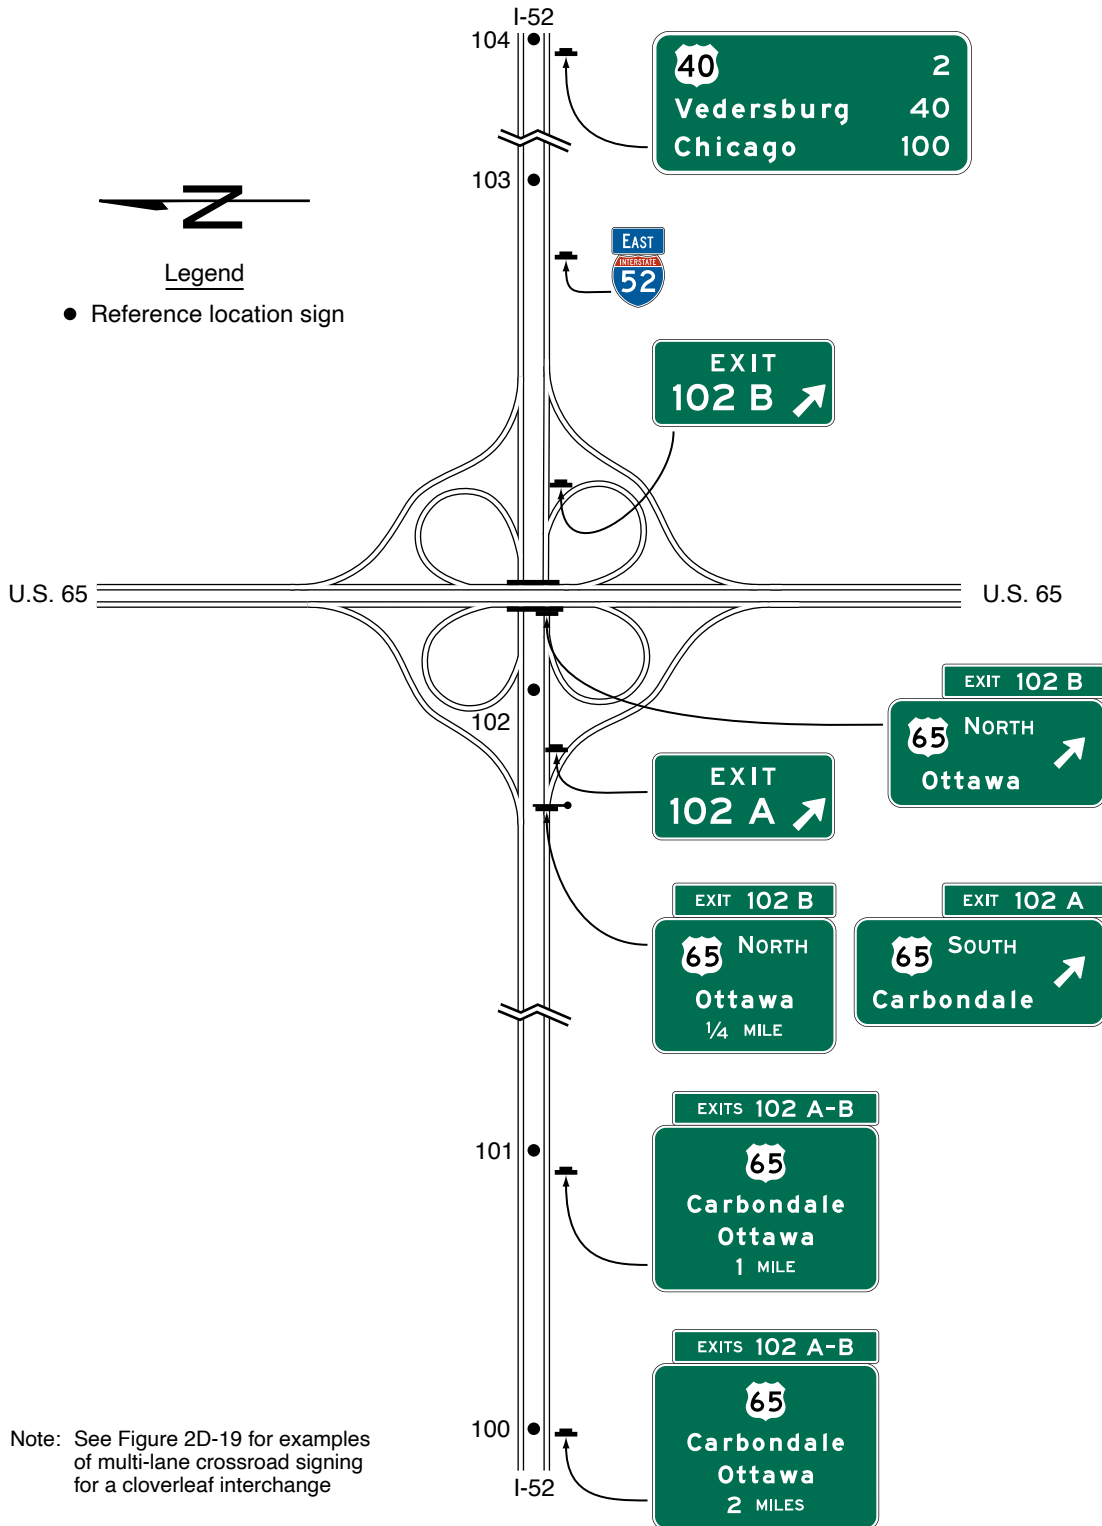 I-52
104
40 2
Vedersburg 40
Chicago 100
103
N
Legend
● Reference location sign
EAST
INTERSTATE
52
EXIT
102 B
U.S. 65
U.S. 65
EXIT 102 B
65 NORTH
Ottawa
102
EXIT
102 A
EXIT 102 B
65 NORTH
Ottawa
1/4 MILE
EXIT 102 A
65 SOUTH
Carbondale
EXITS 102 A-B
65
Carbondale
Ottawa
1 MILE
101
EXITS 102 A-B
65
Carbondale
Ottawa
2 MILES
100
I-52
Note: See Figure 2D-19 for examples
of multi-lane crossroad signing
for a cloverleaf interchange